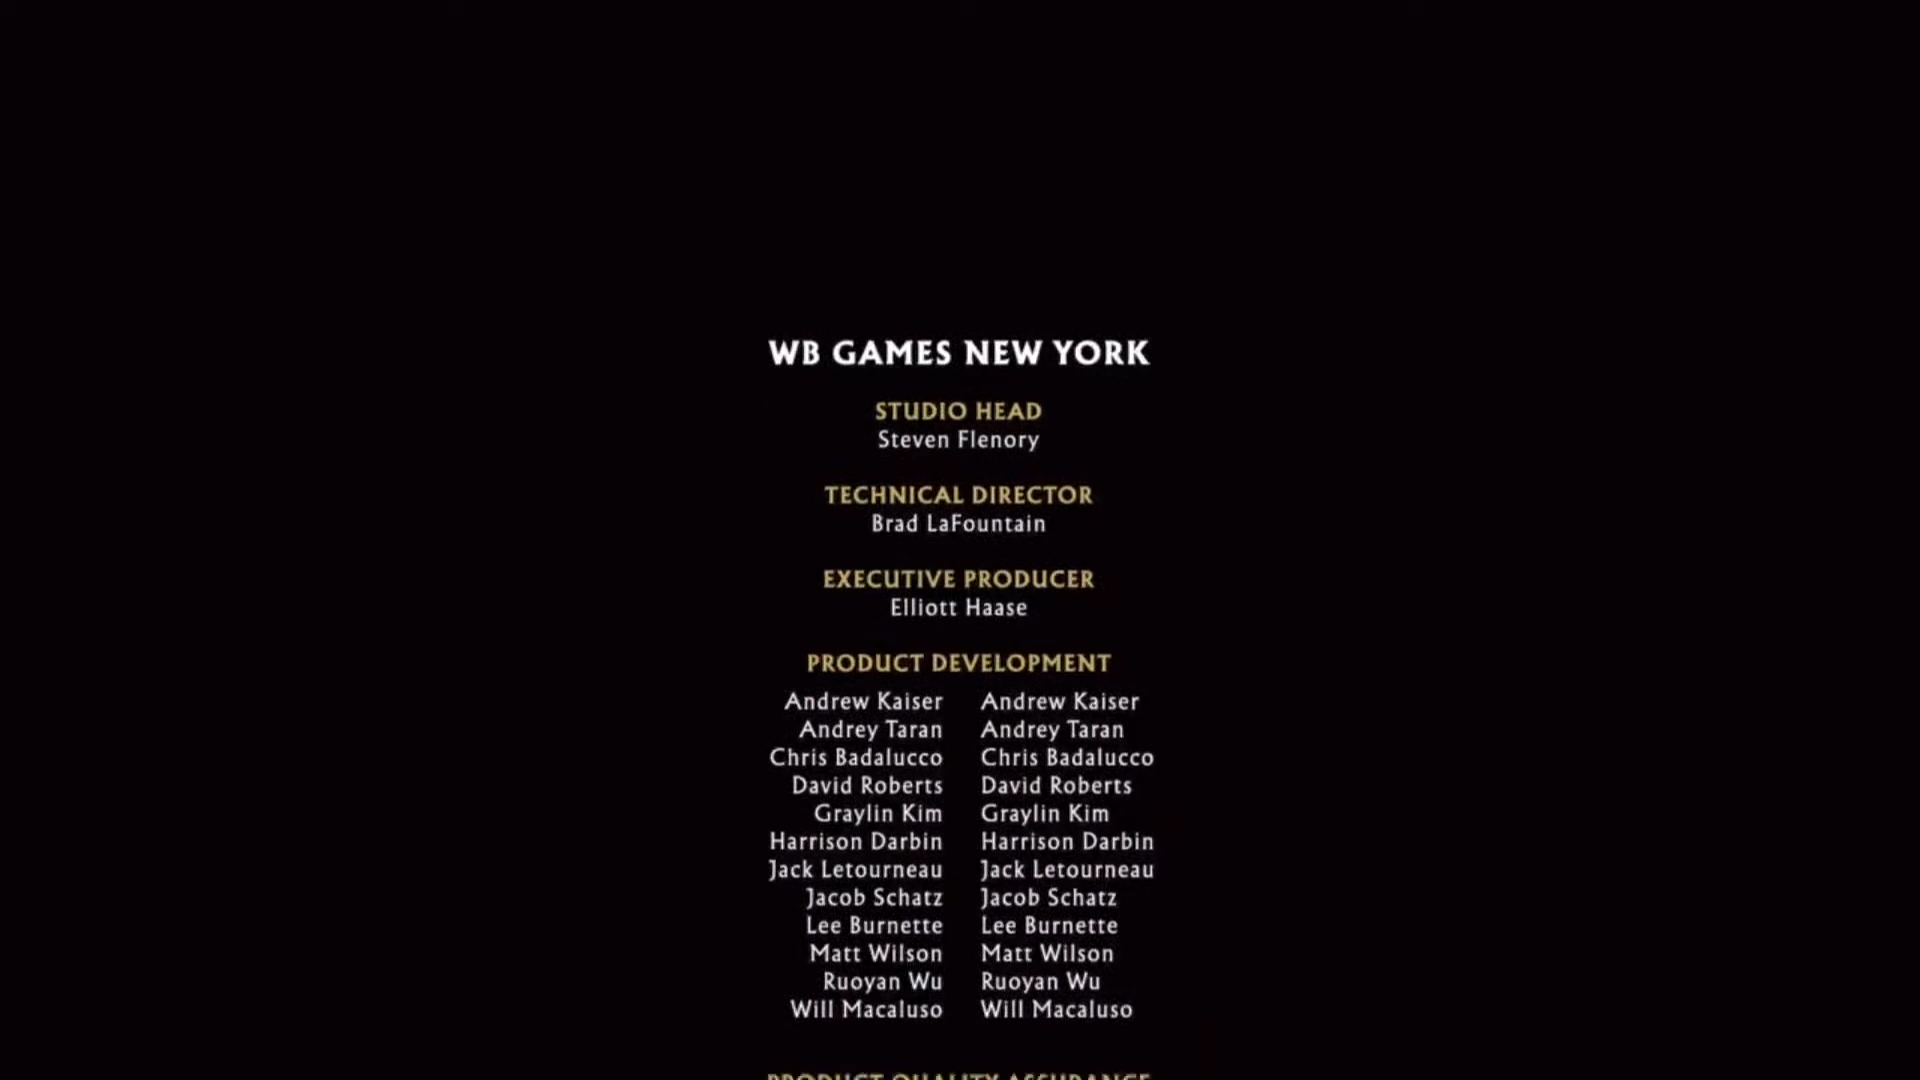 WB GAMES NEW YORK
STUDIO HEAD
Steven Flenory
TECHNICAL DIRECTOR
Brad LaFountain
EXECUTIVE PRODUCER
Elliott Haase
PRODUCT DEVELOPMENT
Andrew Kaiser Andrew Kaiser
Andrey Taran Andrey Taran
Chris Badalucco Chris Badalucco
David Roberts David Roberts
Graylin Kim Graylin Kim
Harrison Darbin Harrison Darbin
Jack Letourneau Jack Letourneau
Jacob Schatz Jacob Schatz
Lee Burnette Lee Burnette
Matt Wilson Matt Wilson
Ruoyan Wu Ruoyan Wu
Will Macaluso Will Macaluso
PRODUCT QUALITY ASSURANCE